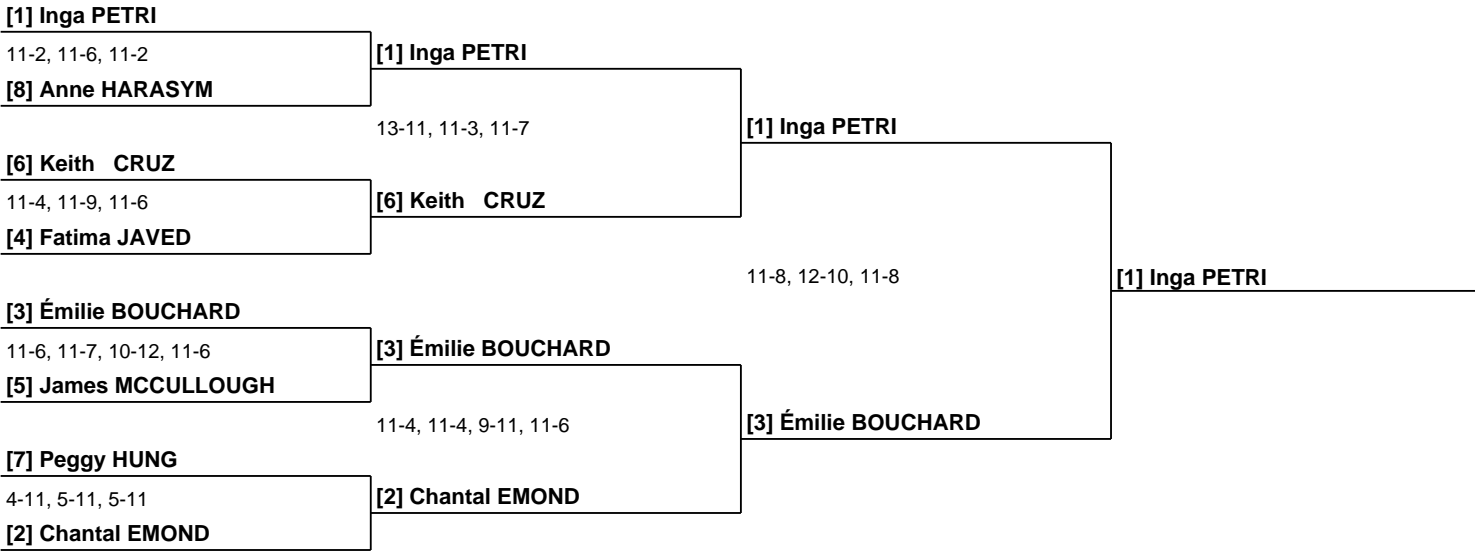 [1] Inga PETRI
11-2, 11-6, 11-2
[8] Anne HARASYM
[1] Inga PETRI
13-11, 11-3, 11-7
[6] Keith   CRUZ
11-4, 11-9, 11-6
[4] Fatima JAVED
[6] Keith   CRUZ
[1] Inga PETRI
11-8, 12-10, 11-8
[1] Inga PETRI
[3] Émilie BOUCHARD
11-6, 11-7, 10-12, 11-6
[5] James MCCULLOUGH
[3] Émilie BOUCHARD
11-4, 11-4, 9-11, 11-6
[3] Émilie BOUCHARD
[7] Peggy HUNG
4-11, 5-11, 5-11
[2] Chantal EMOND
[2] Chantal EMOND